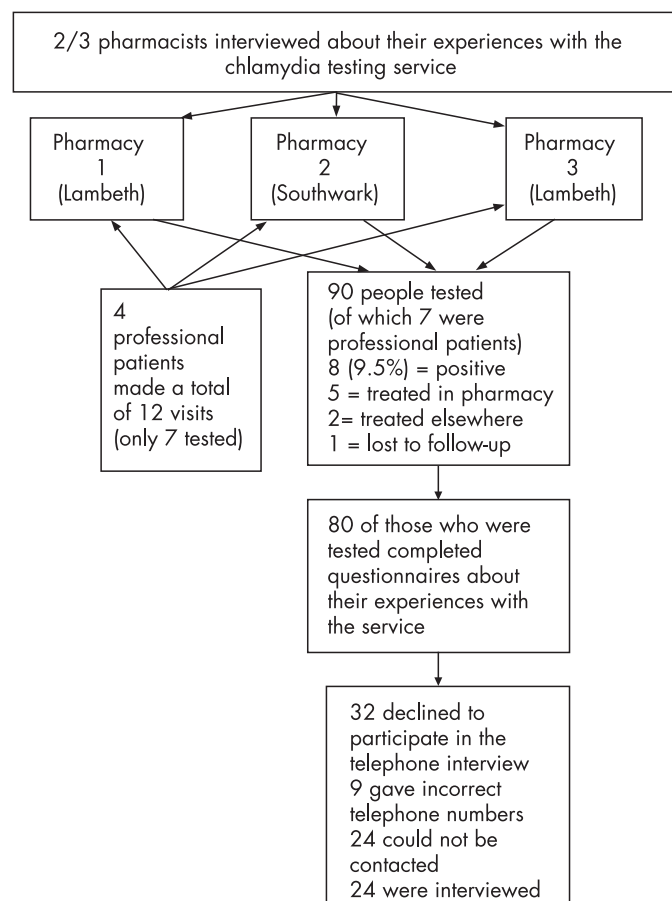 2/3 pharmacists interviewed about their experiences with the
chlamydia testing service
Pharmacy
1
(Lambeth)
Pharmacy
2
(Southwark)
Pharmacy
3
(Lambeth)
4
professional
patients
made a total
of 12 visits
(only 7 tested)
90 people tested
(of which 7 were
professional patients)
8 (9.5%) = positive
5 = treated in pharmacy
2= treated elsewhere
1 = lost to follow-up
80 of those who were
tested completed
questionnaires about
their experiences with
the service
32 declined to
participate in the
telephone interview
9 gave incorrect
telephone numbers
24 could not be
contacted
24 were interviewed